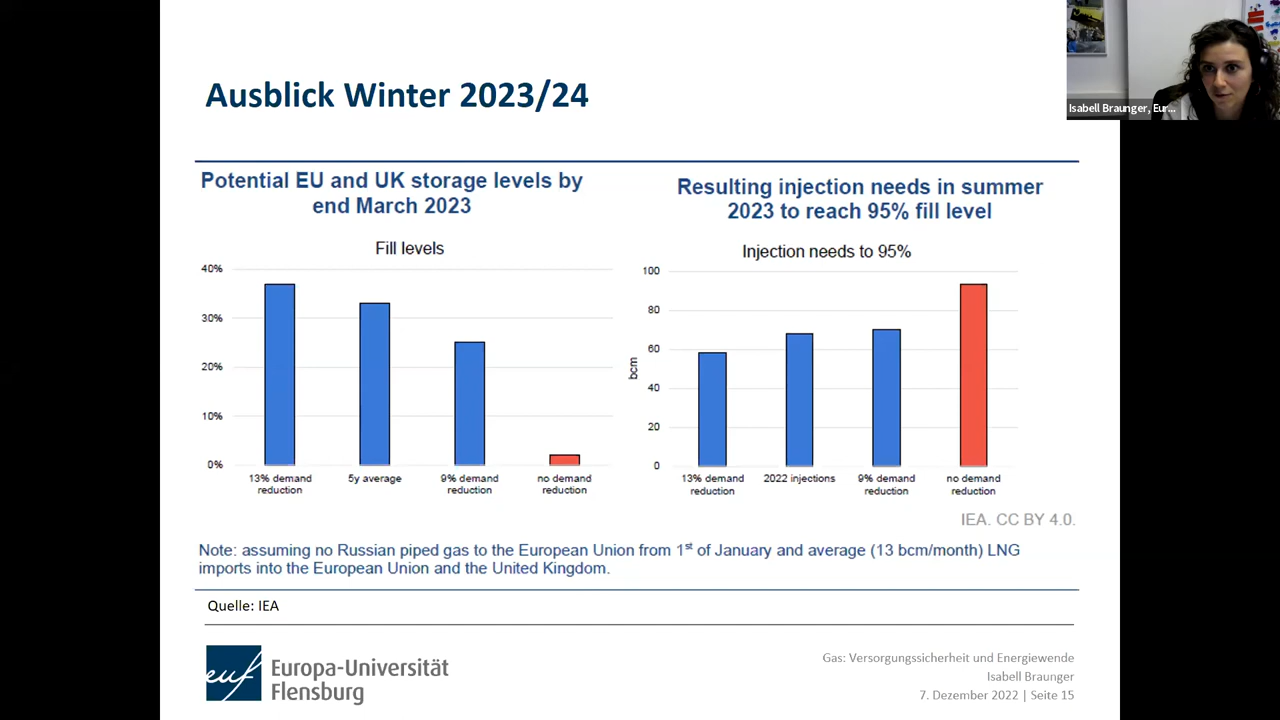 Isabell Braunger, Eur...
Ausblick Winter 2023/24
Potential EU and UK storage levels by
end March 2023
Fill levels
40%
30%
20%
10%
0%
13% demand
reduction
5y average
9% demand
reduction
no demand
reduction
Resulting injection needs in summer
2023 to reach 95% fill level
Injection needs to 95%
bcm
100
80
60
40
20
0
13% demand
reduction
2022 injections
9% demand
reduction
no demand
reduction
IEA. CC BY 4.0.
Note: assuming no Russian piped gas to the European Union from 1st of January and average (13 bcm/month) LNG
imports into the European Union and the United Kingdom.
Quelle: IEA
euf
Europa-Universität
Flensburg
Gas: Versorgungssicherheit und Energiewende
Isabell Braunger
7. Dezember 2022 | Seite 15